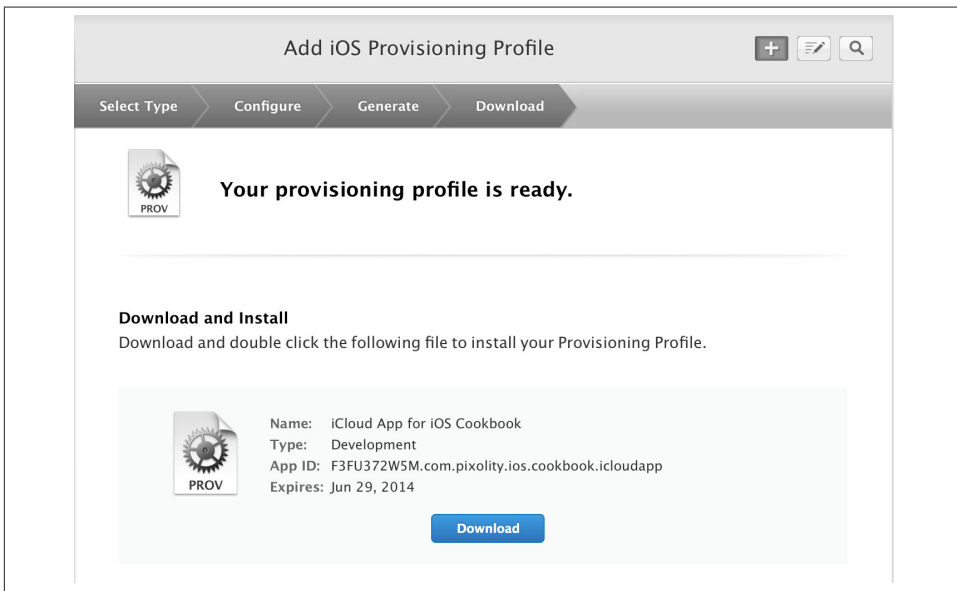 Add iOS Provisioning Profile
Select Type Configure Generate Download
PROV
Your provisioning profile is ready.
Download and Install
Download and double click the following file to install your Provisioning Profile.
PROV
Name: iCloud App for iOS Cookbook
Type: Development
App ID: F3FU372W5M.com.pixolity.ios.cookbook.icloudapp
Expires: Jun 29, 2014
Download